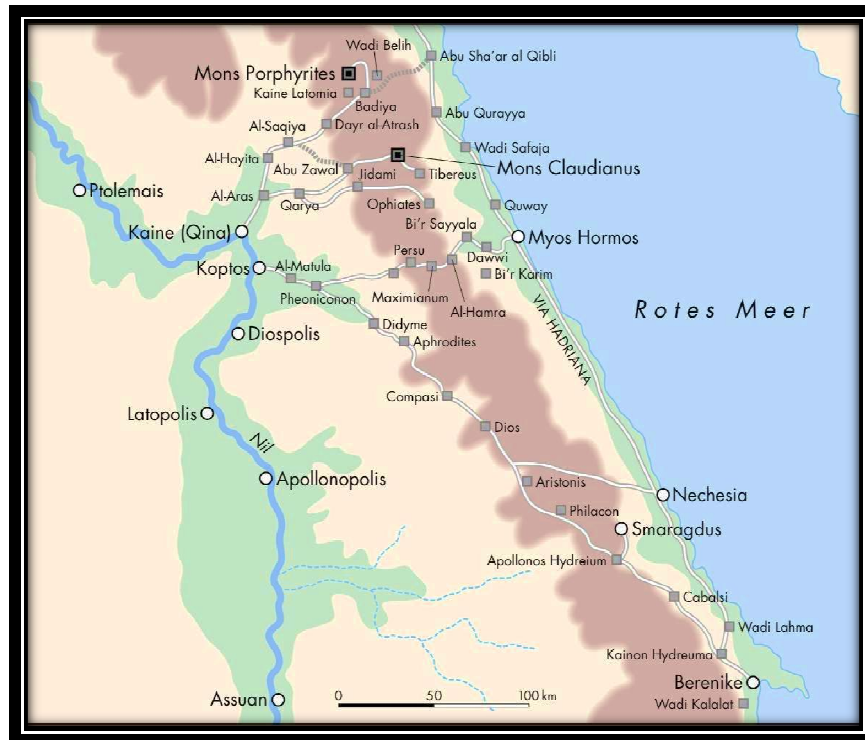 Wadi Belih
Abu Sha'ar al Qibli
Mons Porphyrites
Kaine Latomia
Badiya
Abu Qurayya
Al-Saqiya
Dayr al-Atrash
Wadi Safaja
Al-Hayita
Abu Zawal
Jidami
Tibereus
Mons Claudianus
Ptolemais
Al-Aras
Qarya
Ophiates
Quway
Bi'r Sayyala
Kaine (Qina)
Myos Hormos
Persu
Dawwi
Koptos
Al-Matula
Bi'r Karim
Pheoniconon
Maximianum
Al-Hamra
Rotes Meer
VIA HADRIANA
Didyme
Diospolis
Aphrodites
Compasi
Latopolis
Dios
Nil
Apollonopolis
Aristonis
Nechesia
Philacon
Smaragdus
Apollonos Hydreium
Cabalsi
Wadi Lahma
Kainon Hydreuma
Berenike
Assuan
0 50 100 km
Wadi Kalalat